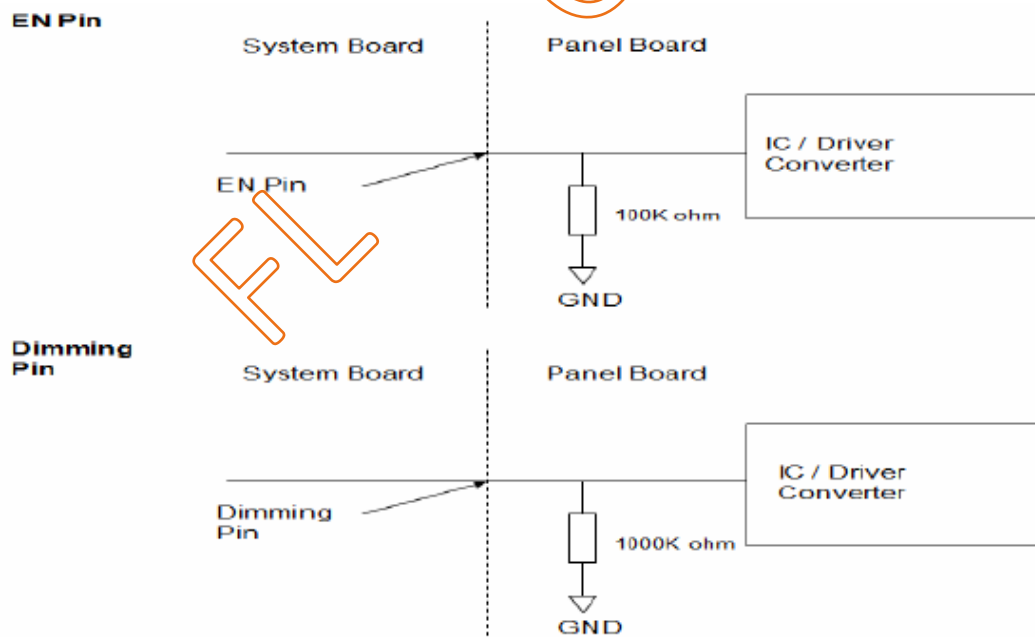 EN Pin
System Board
Panel Board
IC / Driver
Converter
EN Pin
100K ohm
GND
FL
Dimming
Pin
System Board
Panel Board
IC / Driver
Converter
Dimming
Pin
1000K ohm
GND